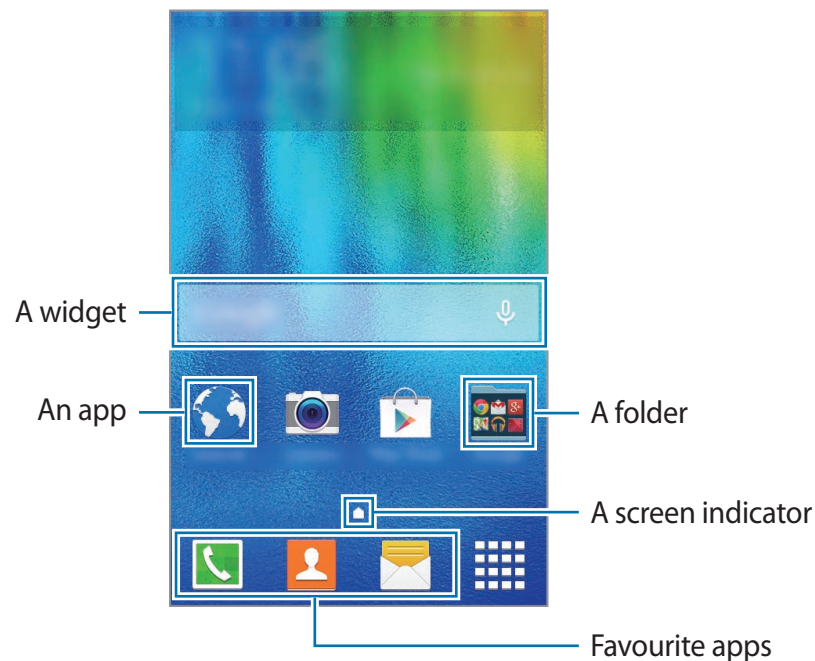 A widget
An app
A folder
A screen indicator
Favourite apps